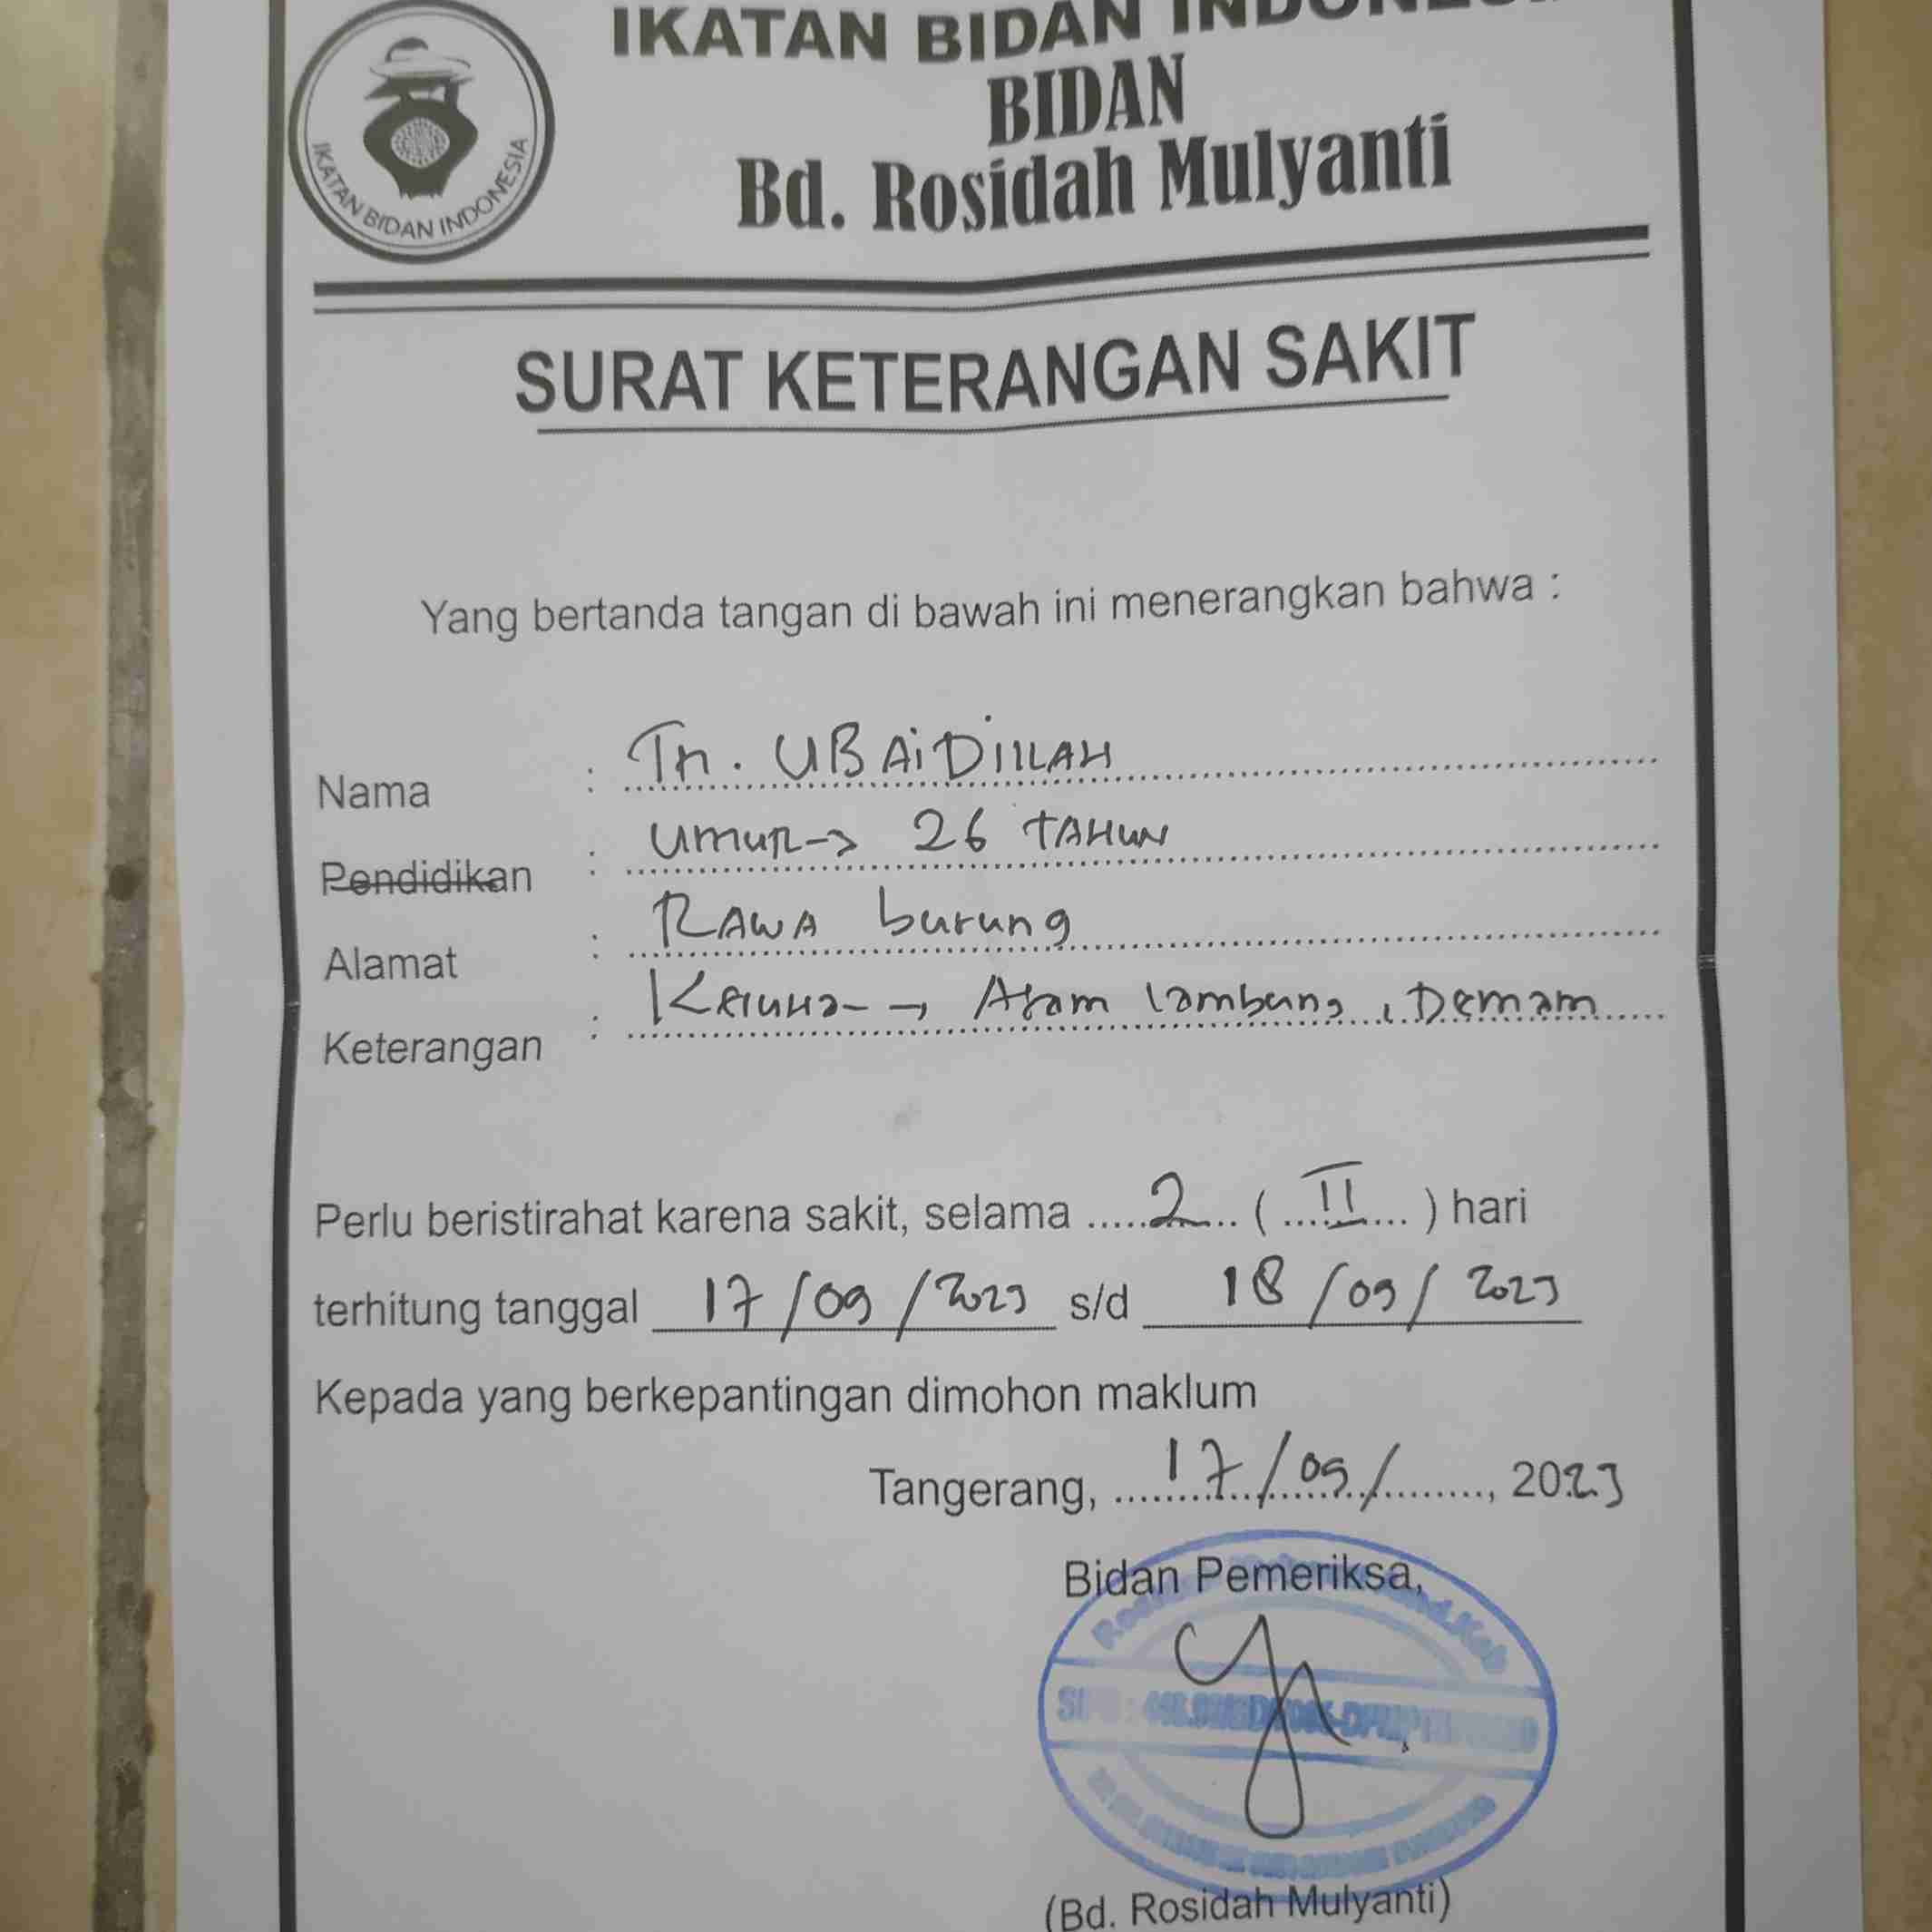 IKATAN BIDAN INDONESIA
BIDAN
Bd. Rosidah Mulyanti
IKATAN BIDAN INDONESIA
SURAT KETERANGAN SAKIT
Yang bertanda tangan di bawah ini menerangkan bahwa :
Nama : Tn. UBAiDiLLAH
Pendidikan : Umur-> 26 TAHUN
Alamat : RAWA burung
Keterangan : Keluhan -> Asam lambung, Demam
Perlu beristirahat karena sakit, selama 2 ( II ) hari
terhitung tanggal 17/09/2023 s/d 18/09/2023
Kepada yang berkepantingan dimohon maklum
Tangerang, 17/09/, 2023
Bidan Pemeriksa,
(Bd. Rosidah Mulyanti)